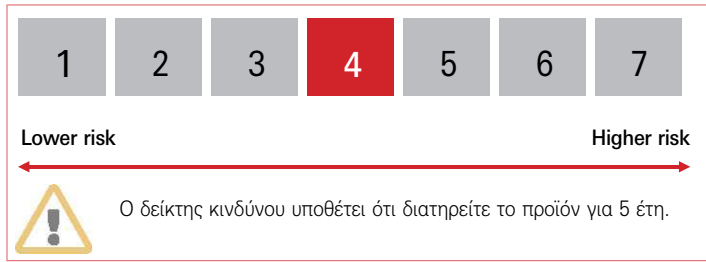 1 2 3 4 5 6 7
Lower risk Higher risk
Ο δείκτης κινδύνου υποθέτει ότι διατηρείτε το προϊόν για 5 έτη.